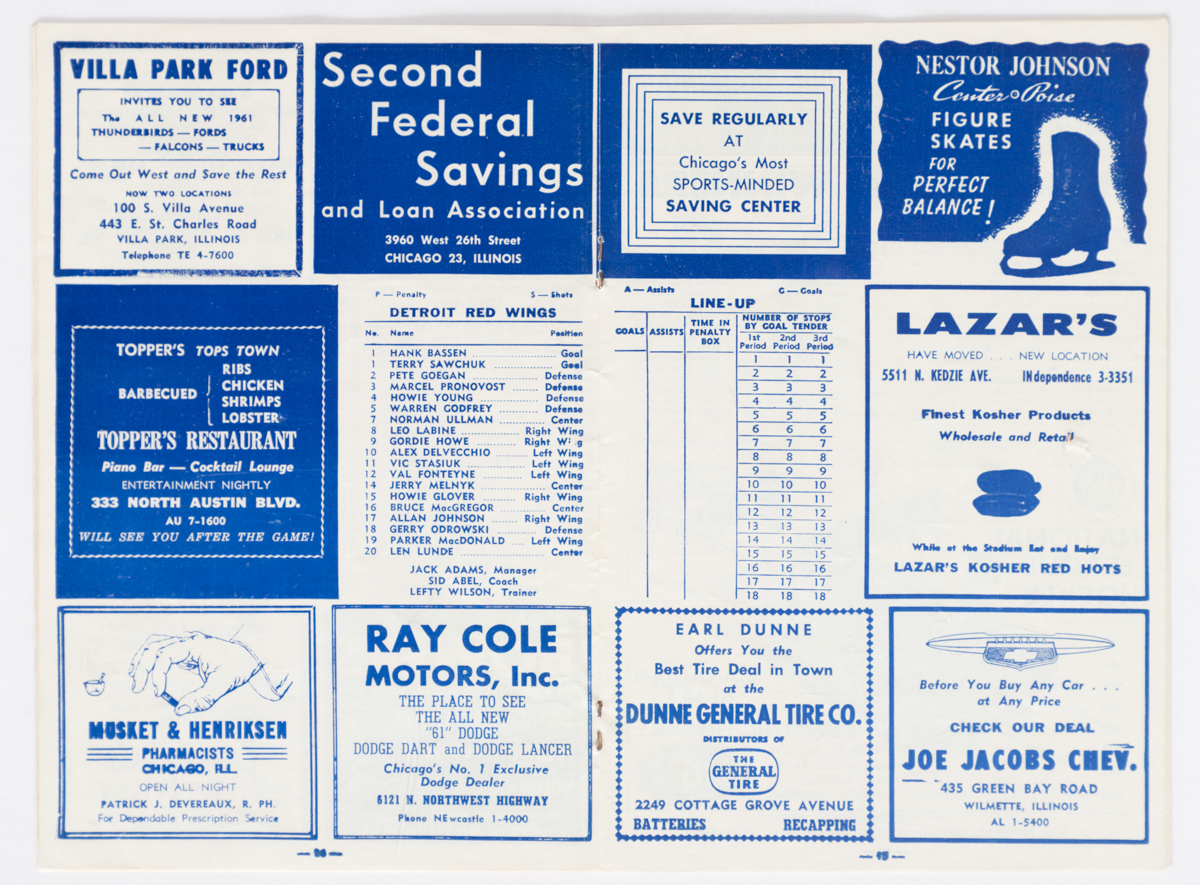 VILLA PARK FORD
INVITES YOU TO SEE
The ALL NEW 1961
THUNDERBIRDS — FORDS
— FALCONS — TRUCKS
Come Out West and Save the Rest
NOW TWO LOCATIONS
100 S. Villa Avenue
443 E. St. Charles Road
VILLA PARK, ILLINOIS
Telephone TE 4-7600
Second
Federal
Savings
and Loan Association
3960 West 26th Street
CHICAGO 23, ILLINOIS
SAVE REGULARLY
AT
Chicago's Most
SPORTS-MINDED
SAVING CENTER
NESTOR JOHNSON
Center Poise
FIGURE
SKATES
FOR
PERFECT
BALANCE!
TOPPER'S TOPS TOWN
BARBECUED
RIBS
CHICKEN
SHRIMPS
LOBSTER
TOPPER'S RESTAURANT
Piano Bar — Cocktail Lounge
ENTERTAINMENT NIGHTLY
333 NORTH AUSTIN BLVD.
AU 7-1600
WILL SEE YOU AFTER THE GAME!
P — Penalty S — Shots
DETROIT RED WINGS
No. Name Position
1 HANK BASSEN Goal
1 TERRY SAWCHUK Goal
2 PETE GOEGAN Defense
3 MARCEL PRONOVOST Defense
4 HOWIE YOUNG Defense
5 WARREN GODFREY Defense
7 NORMAN ULLMAN Center
8 LEO LABINE Right Wing
9 GORDIE HOWE Right Wing
10 ALEX DELVECCHIO Left Wing
11 VIC STASIUK Left Wing
12 VAL FONTEYNE Left Wing
14 JERRY MELNYK Center
15 HOWIE GLOVER Right Wing
16 BRUCE MacGREGOR Center
17 ALLAN JOHNSON Right Wing
18 GERRY ODROWSKI Defense
19 PARKER MacDONALD Left Wing
20 LEN LUNDE Center
JACK ADAMS, Manager
SID ABEL, Coach
LEFTY WILSON, Trainer
A — Assists G — Goals
LINE-UP
GOALS ASSISTS TIME IN PENALTY BOX NUMBER OF STOPS BY GOAL TENDER
1st Period 2nd Period 3rd Period
1 1 1
2 2 2
3 3 3
4 4 4
5 5 5
6 6 6
7 7 7
8 8 8
9 9 9
10 10 10
11 11 11
12 12 12
13 13 13
14 14 14
15 15 15
16 16 16
17 17 17
18 18 18
LAZAR'S
HAVE MOVED . . . NEW LOCATION
5511 N. KEDZIE AVE. INdependence 3-3351
Finest Kosher Products
Wholesale and Retail
While at the Stadium Eat and Enjoy
LAZAR'S KOSHER RED HOTS
MUSKET & HENRIKSEN
PHARMACISTS
CHICAGO, ILL.
OPEN ALL NIGHT
PATRICK J. DEVEREAUX, R. PH.
For Dependable Prescription Service
RAY COLE
MOTORS, Inc.
THE PLACE TO SEE
THE ALL NEW
"61" DODGE
DODGE DART and DODGE LANCER
Chicago's No. 1 Exclusive
Dodge Dealer
6121 N. NORTHWEST HIGHWAY
Phone NEwcastle 1-4000
EARL DUNNE
Offers You the
Best Tire Deal in Town
at the
DUNNE GENERAL TIRE CO.
DISTRIBUTORS OF
THE
GENERAL
TIRE
2249 COTTAGE GROVE AVENUE
BATTERIES RECAPPING
Before You Buy Any Car . . .
at Any Price
CHECK OUR DEAL
JOE JACOBS CHEV.
435 GREEN BAY ROAD
WILMETTE, ILLINOIS
AL 1-5400
— 15 —